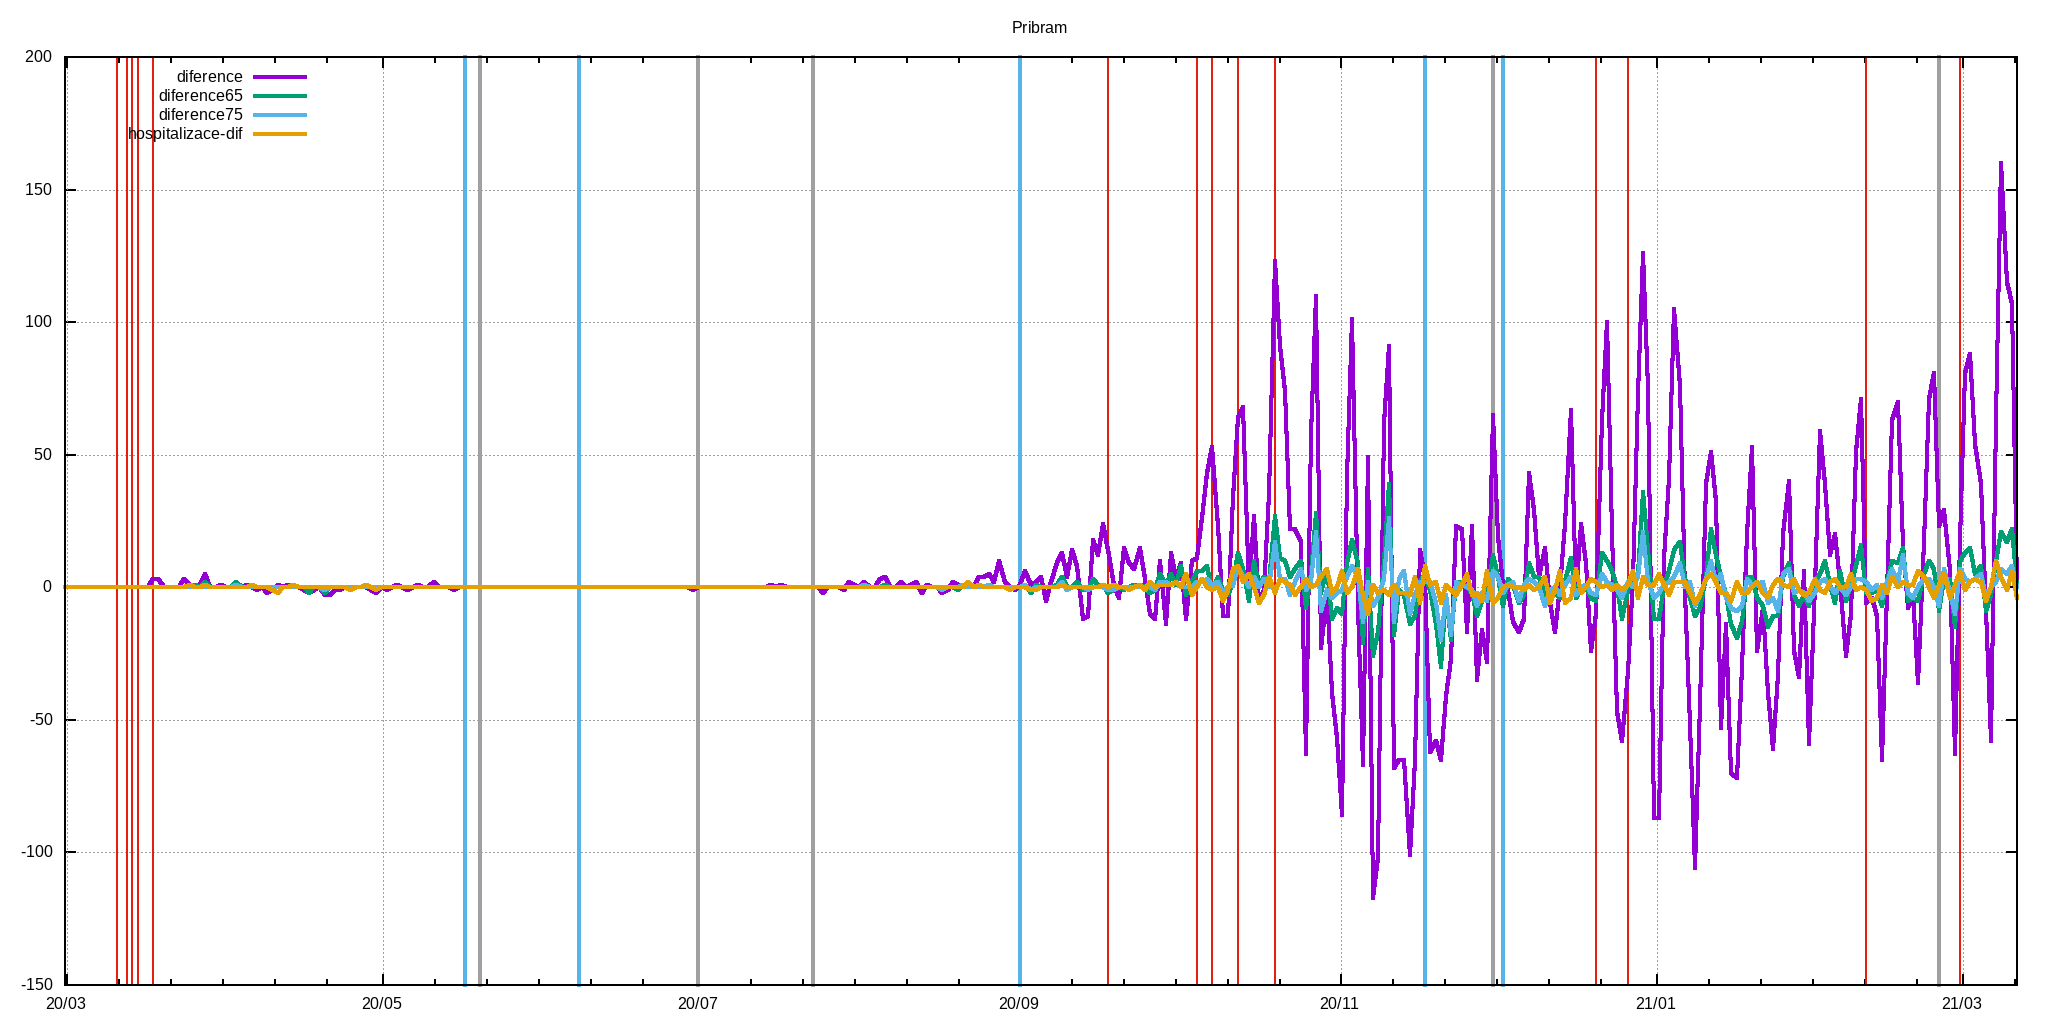 Pribram
200
150
100
50
0
-50
-100
-150
diference
diference65
diference75
hospitalizace-dif
20/03 20/05 20/07 20/09 20/11 21/01 21/03